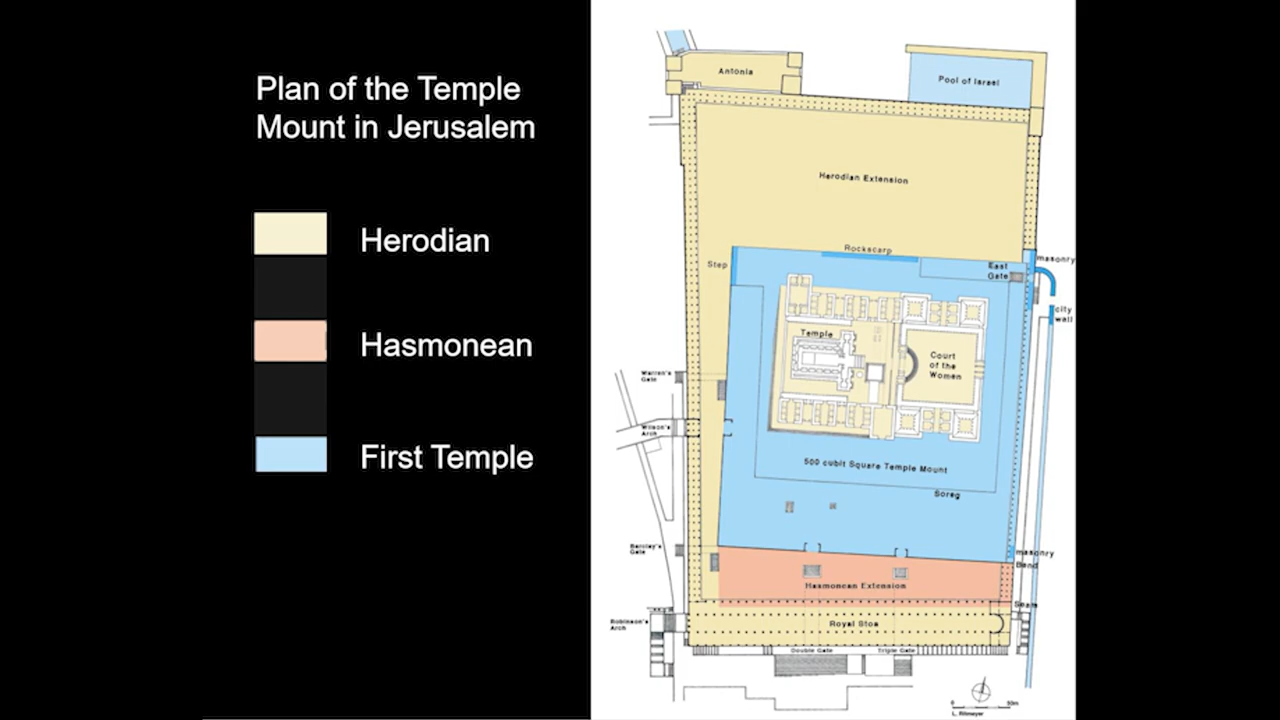 Plan of the Temple
Mount in Jerusalem
Herodian
Hasmonean
First Temple
Antonia
Pool of Israel
Herodian Extension
Rockscarp
Step
East
Gate
masonry
city
wall
Temple
Court
of the
Women
Warren's
Gate
Wilson's
Arch
500 cubit Square Temple Mount
Soreg
Barclay's
Gate
masonry
Bend
Hasmonean Extension
Seam
Robinson's
Arch
Royal Stoa
Double Gate
Triple Gate
0
50m
L. Ritmeyer